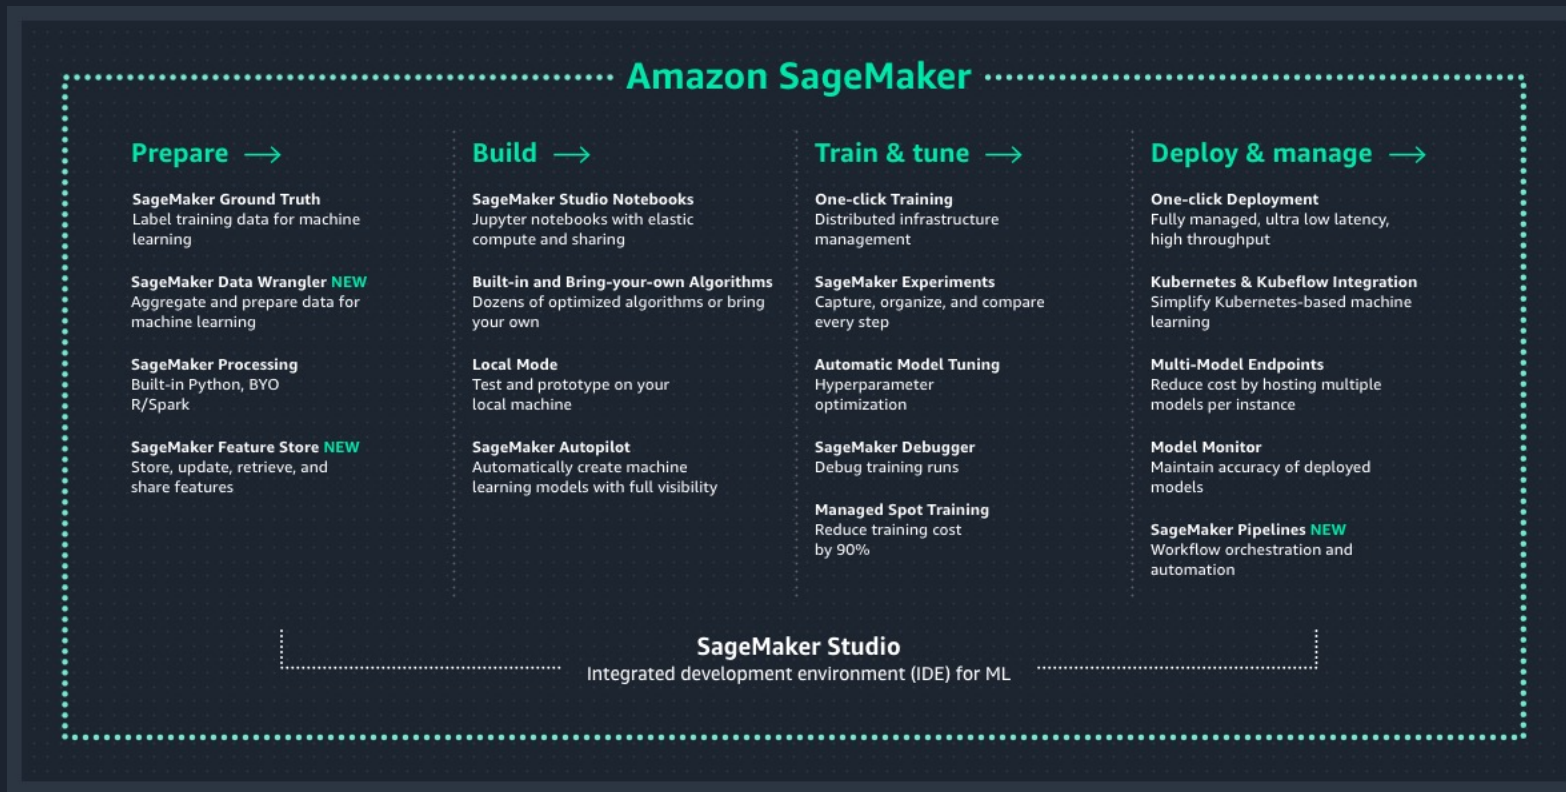 Amazon SageMaker
Prepare
SageMaker Ground Truth
Label training data for machine
learning
SageMaker Data Wrangler NEW
Aggregate and prepare data for
machine learning
SageMaker Processing
Built-in Python, BYO
R/Spark
SageMaker Feature Store NEW
Store, update, retrieve, and
share features
Build
SageMaker Studio Notebooks
Jupyter notebooks with elastic
compute and sharing
Built-in and Bring-your-own Algorithms
Dozens of optimized algorithms or bring
your own
Local Mode
Test and prototype on your
local machine
SageMaker Autopilot
Automatically create machine
learning models with full visibility
Train & tune
One-click Training
Distributed infrastructure
management
SageMaker Experiments
Capture, organize, and compare
every step
Automatic Model Tuning
Hyperparameter
optimization
SageMaker Debugger
Debug training runs
Managed Spot Training
Reduce training cost
by 90%
Deploy & manage
One-click Deployment
Fully managed, ultra low latency,
high throughput
Kubernetes & Kubeflow Integration
Simplify Kubernetes-based machine
learning
Multi-Model Endpoints
Reduce cost by hosting multiple
models per instance
Model Monitor
Maintain accuracy of deployed
models
SageMaker Pipelines NEW
Workflow orchestration and
automation
SageMaker Studio
Integrated development environment (IDE) for ML